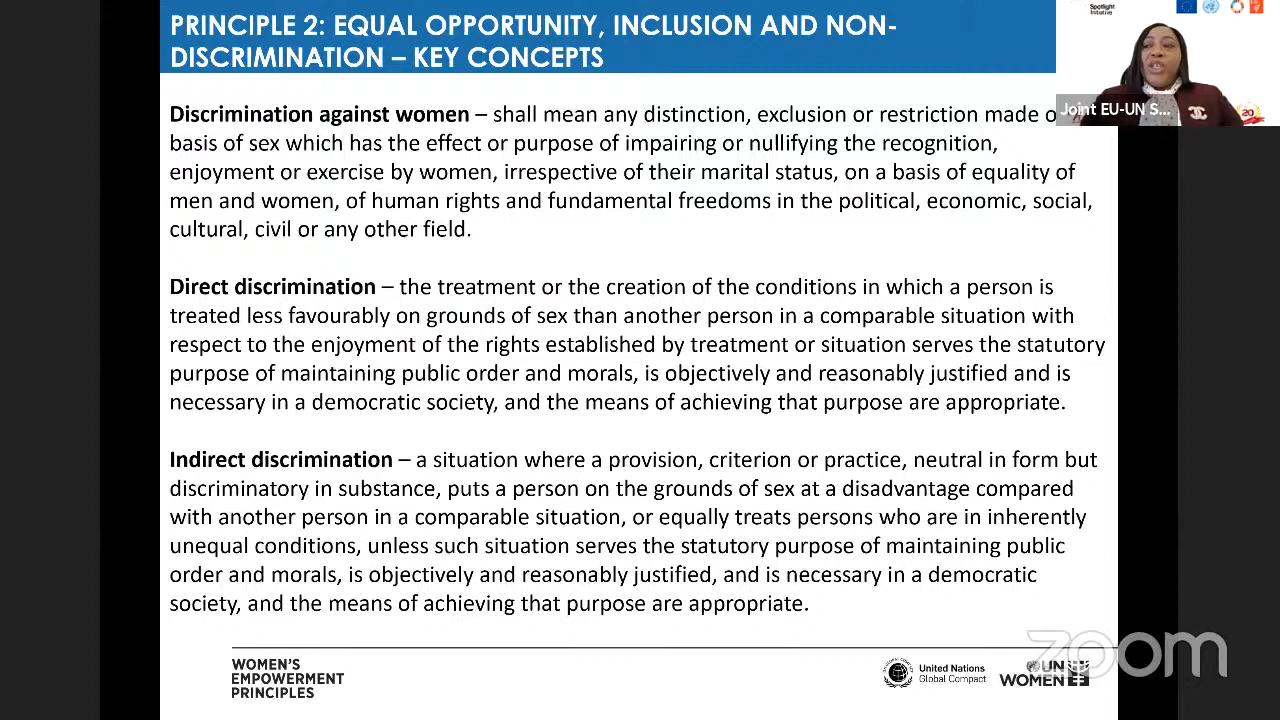 PRINCIPLE 2: EQUAL OPPORTUNITY, INCLUSION AND NON-
DISCRIMINATION – KEY CONCEPTS
Spotlight
Initiative
Joint EU-UN S...
20
Discrimination against women – shall mean any distinction, exclusion or restriction made
basis of sex which has the effect or purpose of impairing or nullifying the recognition,
enjoyment or exercise by women, irrespective of their marital status, on a basis of equality of
men and women, of human rights and fundamental freedoms in the political, economic, social,
cultural, civil or any other field.
Direct discrimination – the treatment or the creation of the conditions in which a person is
treated less favourably on grounds of sex than another person in a comparable situation with
respect to the enjoyment of the rights established by treatment or situation serves the statutory
purpose of maintaining public order and morals, is objectively and reasonably justified and is
necessary in a democratic society, and the means of achieving that purpose are appropriate.
Indirect discrimination – a situation where a provision, criterion or practice, neutral in form but
discriminatory in substance, puts a person on the grounds of sex at a disadvantage compared
with another person in a comparable situation, or equally treats persons who are in inherently
unequal conditions, unless such situation serves the statutory purpose of maintaining public
order and morals, is objectively and reasonably justified, and is necessary in a democratic
society, and the means of achieving that purpose are appropriate.
WOMEN'S
EMPOWERMENT
PRINCIPLES
United Nations
Global Compact
UN
WOMEN
zoom